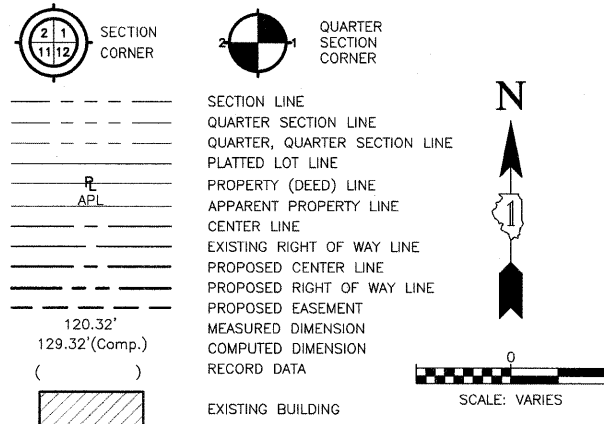 2 1
11 12
SECTION
CORNER
2 1
QUARTER
SECTION
CORNER
SECTION LINE
QUARTER SECTION LINE
QUARTER, QUARTER SECTION LINE
PLATTED LOT LINE
PL PROPERTY (DEED) LINE
APL APPARENT PROPERTY LINE
CENTER LINE
EXISTING RIGHT OF WAY LINE
PROPOSED CENTER LINE
PROPOSED RIGHT OF WAY LINE
PROPOSED EASEMENT
120.32' MEASURED DIMENSION
129.32'(Comp.) COMPUTED DIMENSION
( ) RECORD DATA
EXISTING BUILDING
N
1
0
SCALE: VARIES